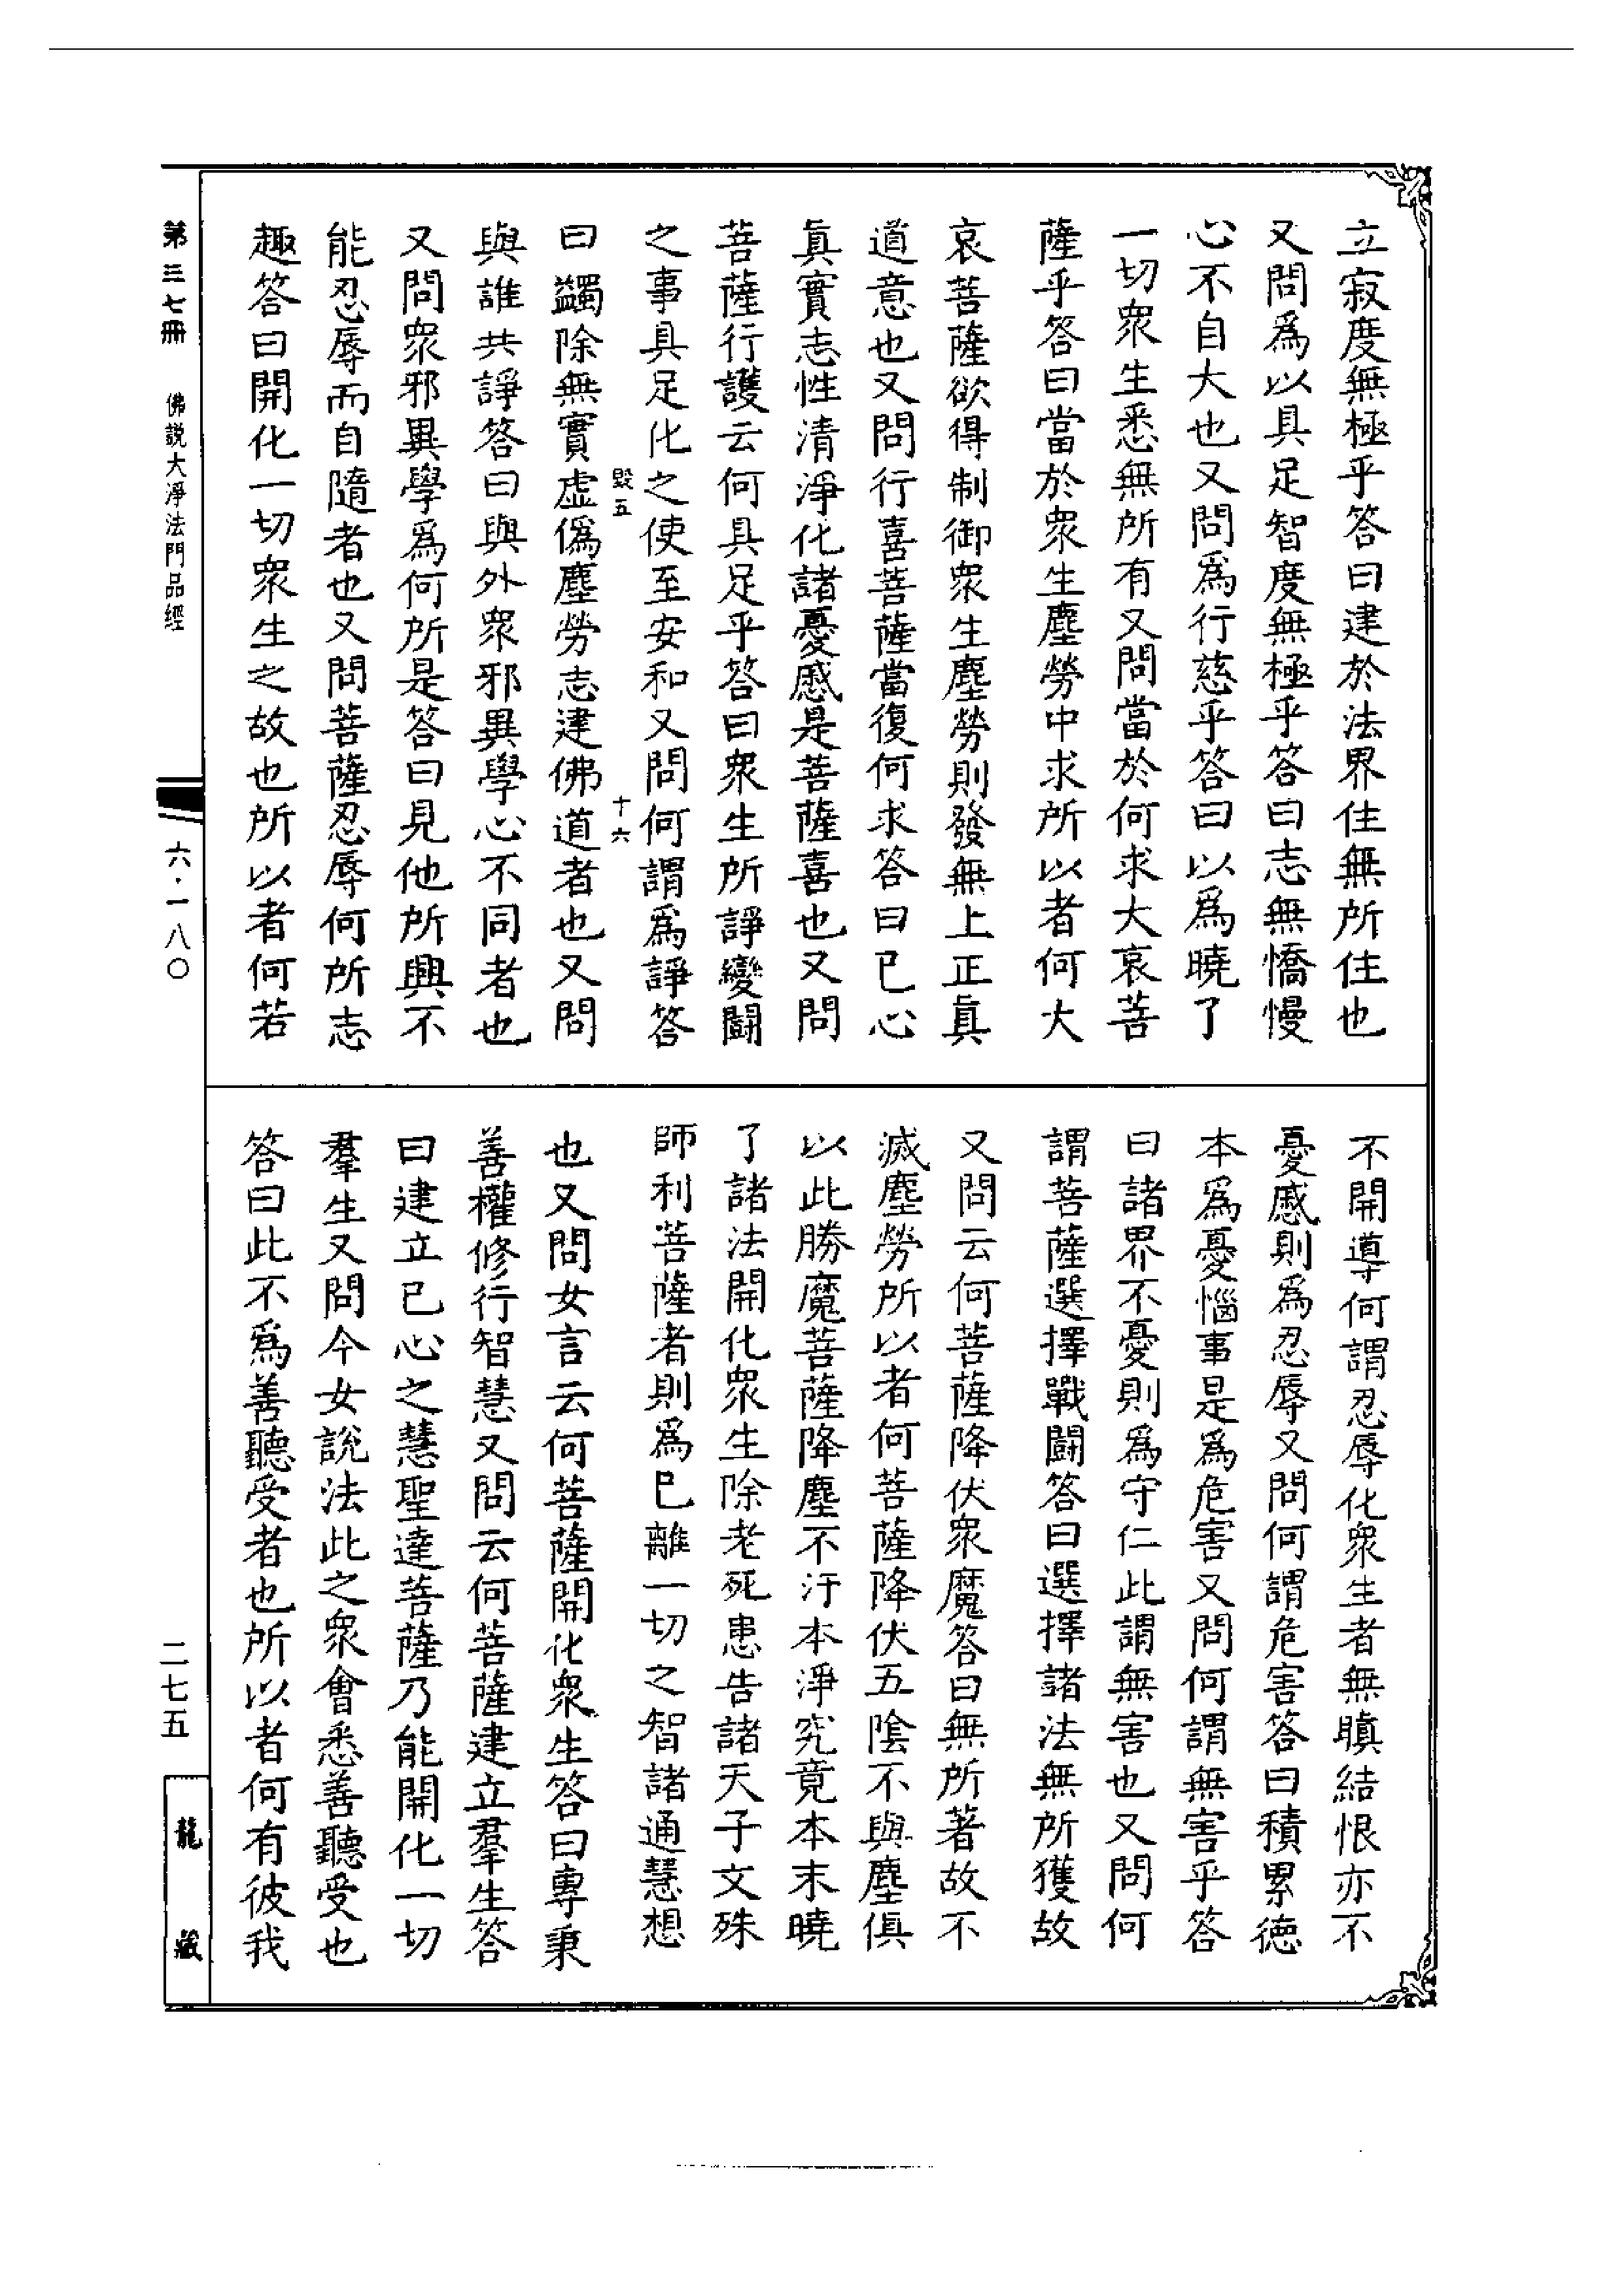 立寂度無極乎答曰建於法界住無所住也
又問爲以具足智度無極乎答曰志無憍慢
心不自大也又問爲行慈乎答曰以爲曉了
一切衆生悉無所有又問當於何求大哀菩
薩乎答曰當於衆生塵勞中求所以者何大
哀菩薩欲得制御衆生塵勞則發無上正真
道意也又問行喜菩薩當復何求答曰已心
真實志性清淨化諸憂慼是菩薩喜也又問
菩薩行護云何具足乎答曰衆生所諍變鬪
之事具足化之使至安和又問何謂爲諍答
毀五 十六
曰蠲除無實虛僞塵勞志建佛道者也又問
與誰共諍答曰與外衆邪異學心不同者也
又問衆邪異學爲何所是答曰見他所興不
能忍辱而自隨者也又問菩薩忍辱何所志
趣答曰開化一切衆生之故也所以者何若
不開導何謂忍辱化衆生者無瞋結恨亦不
憂慼則爲忍辱又問何謂危害答曰積累德
本爲憂惱事是爲危害又問何謂無害乎答
曰諸界不憂則爲守仁此謂無害也又問何
謂菩薩選擇戰鬪答曰選擇諸法無所獲故
又問云何菩薩降伏衆魔答曰無所著故不
滅塵勞所以者何菩薩降伏五陰不與塵俱
以此勝魔菩薩降塵不汙本淨究竟本末曉
了諸法開化衆生除老死患告諸天子文殊
師利菩薩者則爲已離一切之智諸通慧想
也又問女言云何菩薩開化衆生答曰專秉
善權修行智慧又問云何菩薩建立羣生答
曰建立已心之慧聖達菩薩乃能開化一切
羣生又問今女說法此之衆會悉善聽受也
答曰此不爲善聽受者也所以者何有彼我
第三七冊 佛説大淨法門品經
六·一八〇
二七五
龍藏